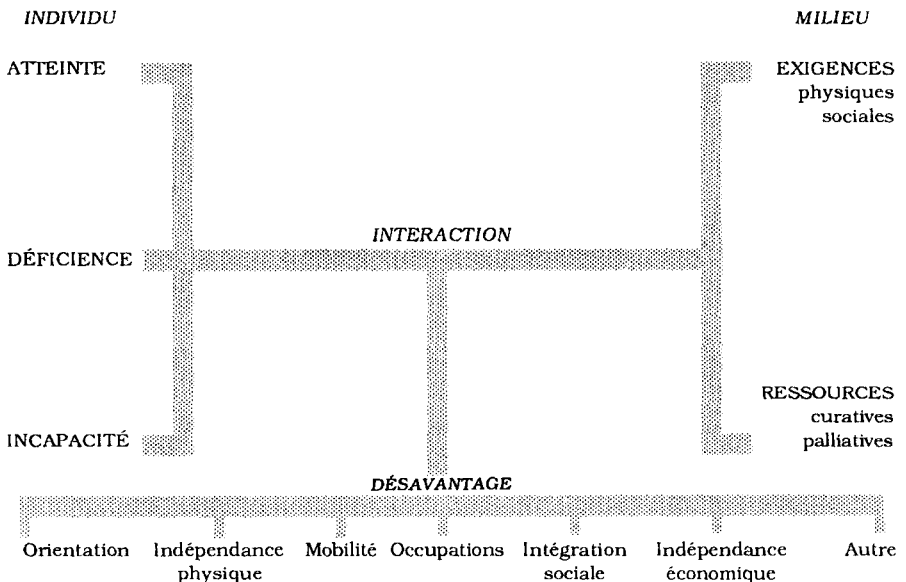 INDIVIDU
MILIEU
ATTEINTE
EXIGENCES
physiques
sociales
INTERACTION
DÉFICIENCE
RESSOURCES
curatives
palliatives
INCAPACITÉ
DÉSAVANTAGE
Orientation
Indépendance
physique
Mobilité
Occupations
Intégration
sociale
Indépendance
économique
Autre